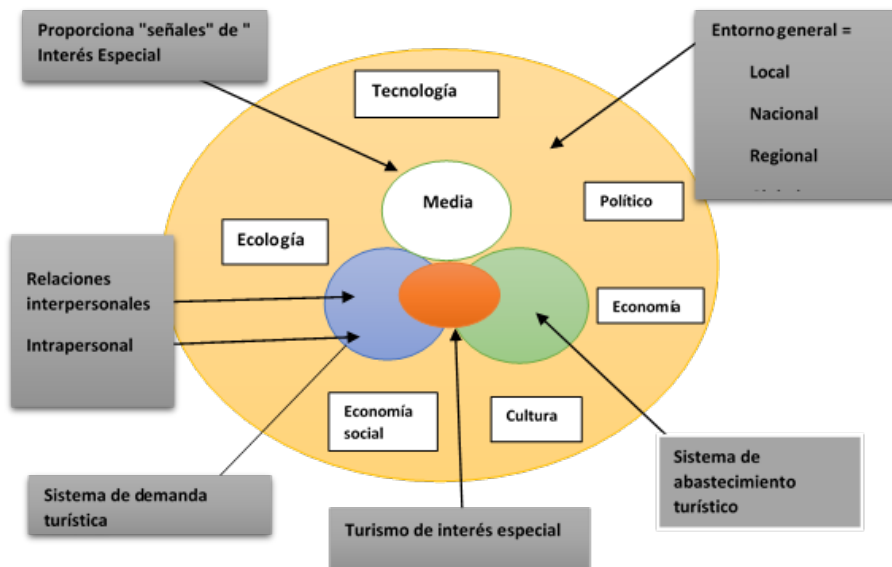 Proporciona "señales" de "
Interés Especial
Entorno general =
Local
Nacional
Regional
Tecnología
Media
Político
Ecología
Relaciones
interpersonales
Intrapersonal
Economía
Economía
social
Cultura
Sistema de demanda
turística
Turismo de interés especial
Sistema de
abastecimiento
turístico